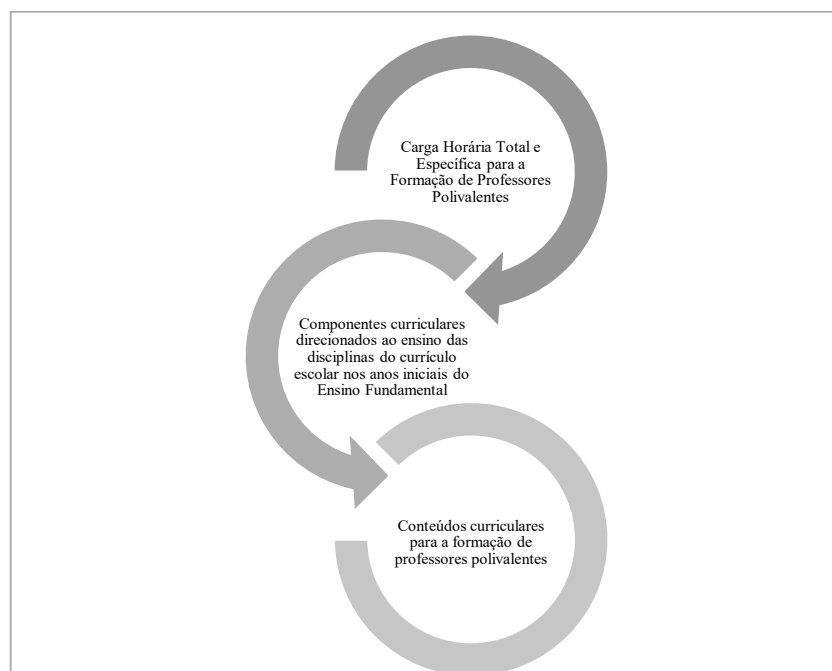 Carga Horária Total e
Específica para a
Formação de Professores
Polivalentes
Componentes curriculares
direcionados ao ensino das
disciplinas do currículo
escolar nos anos iniciais do
Ensino Fundamental
Conteúdos curriculares
para a formação de
professores polivalentes